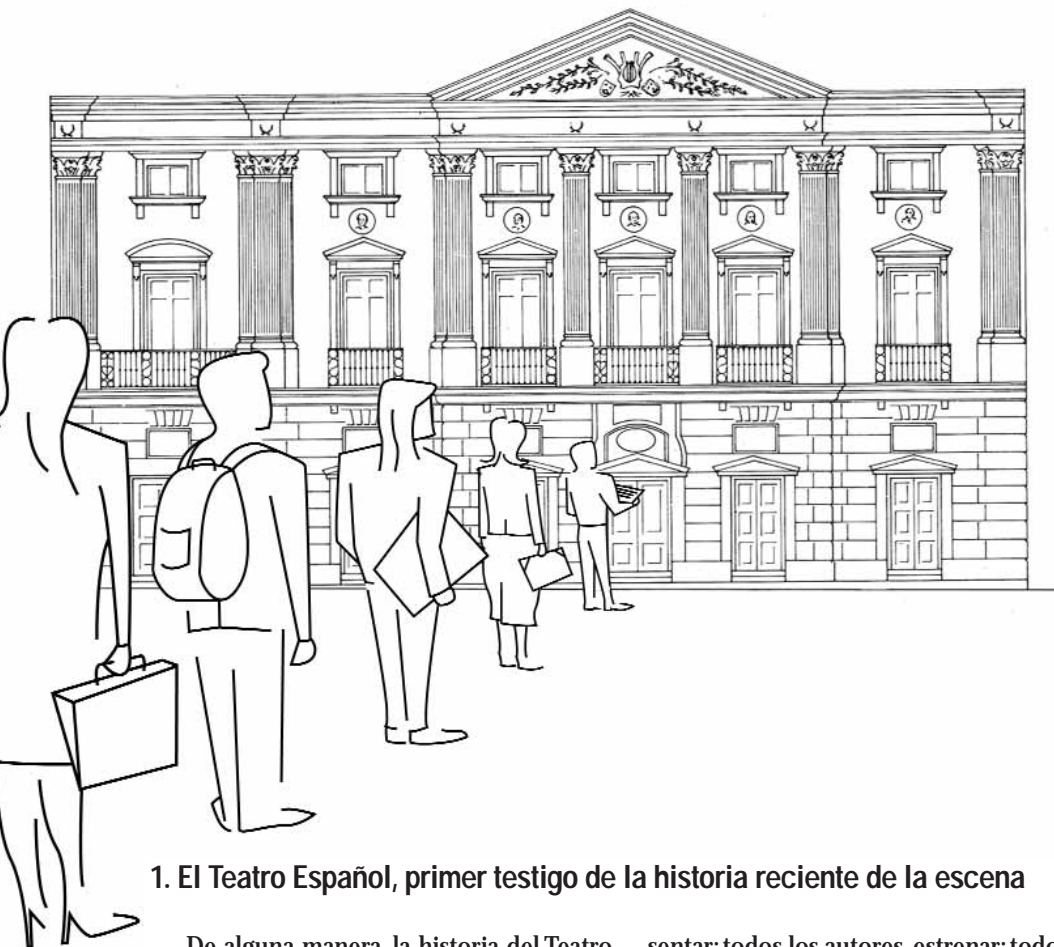 1. El Teatro Español, primer testigo de la historia reciente de la escena
De alguna manera, la historia del Teatro
sentar; todos los autores, estrenar; todo